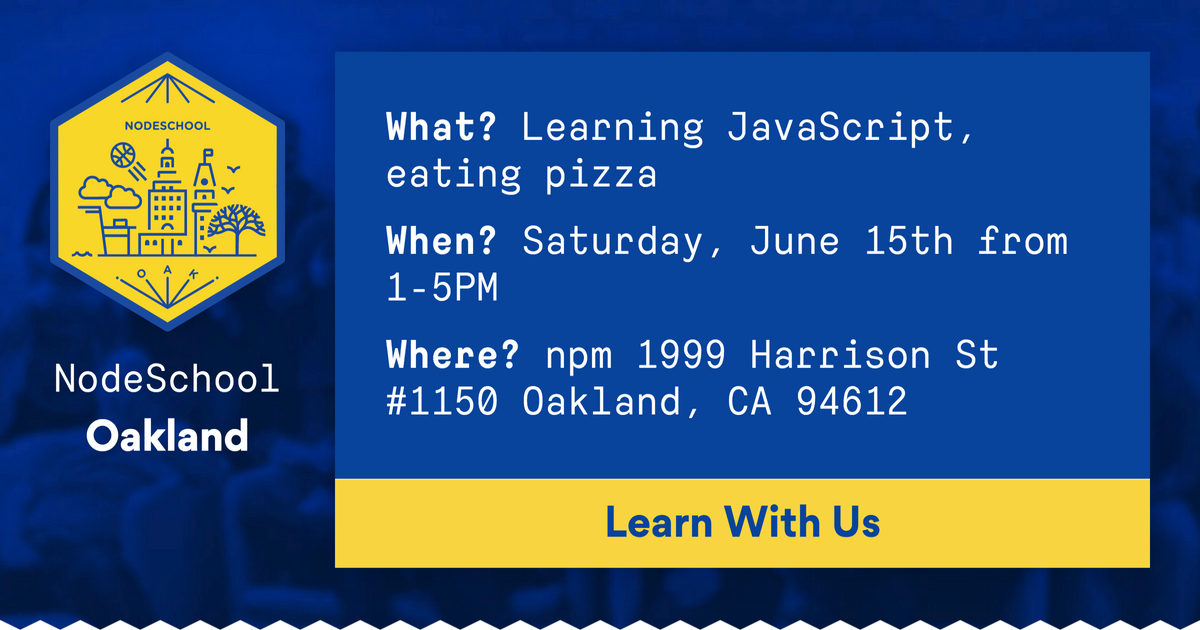 NODESCHOOL
OAK
NodeSchool
Oakland
What? Learning JavaScript,
eating pizza
When? Saturday, June 15th from
1-5PM
Where? npm 1999 Harrison St
#1150 Oakland, CA 94612
Learn With Us